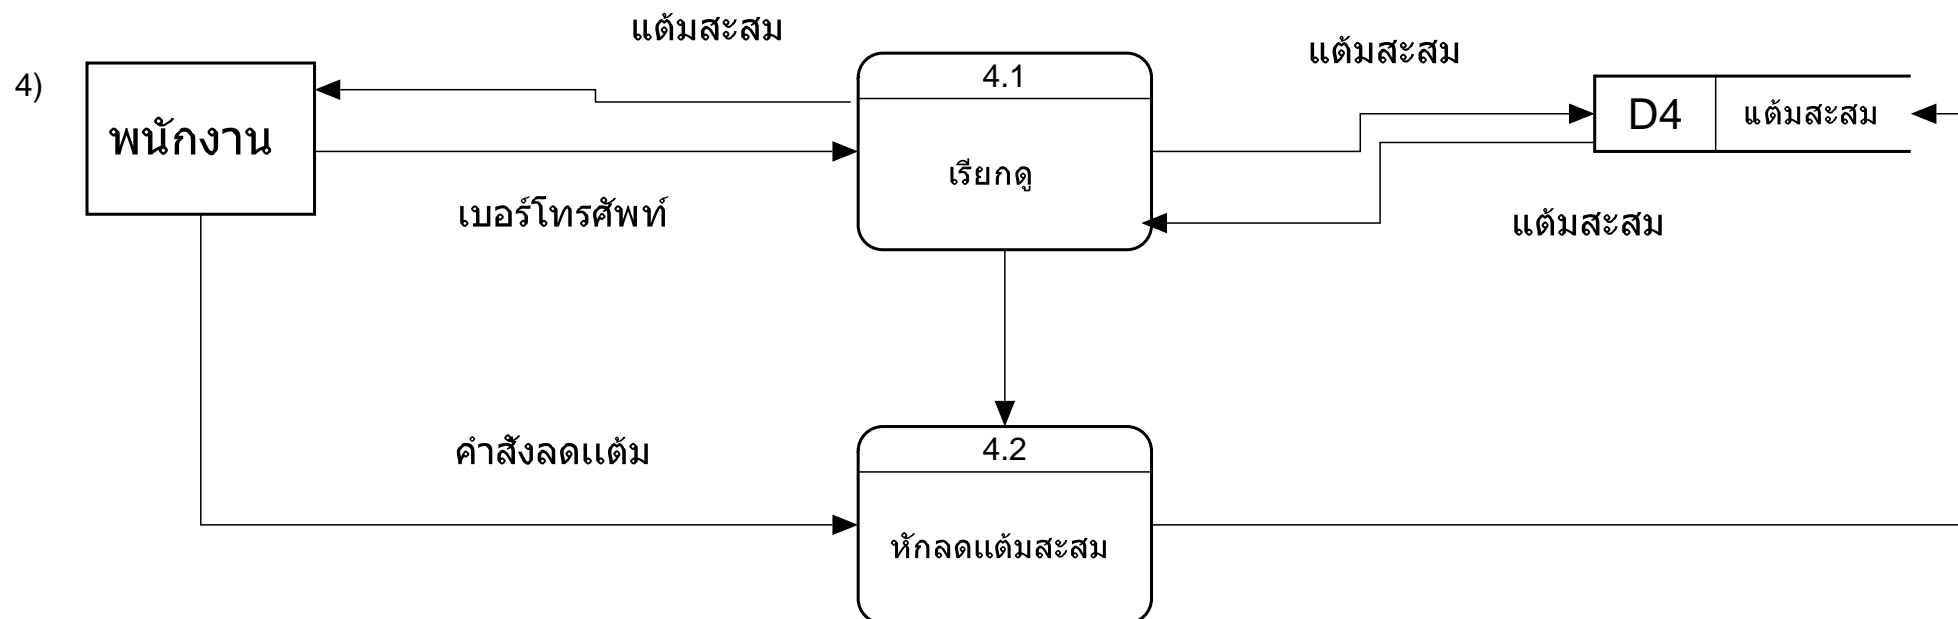 แต้มสะสม
แต้มสะสม
4)
4.1
D4
แต้มสะสม
พนักงาน
เรียกดู
เบอร์โทรศัพท์
แต้มสะสม
คำสั่งลดแต้ม
4.2
หักลดแต้มสะสม